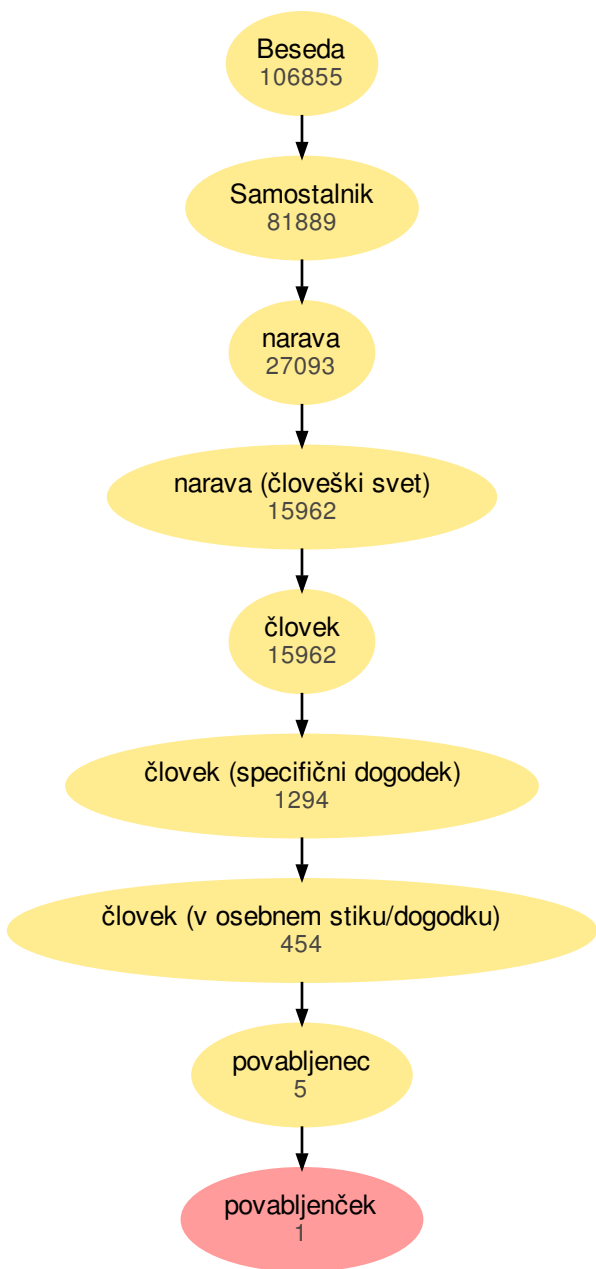 Beseda
106855
Samostalnik
81889
narava
27093
narava (človeški svet)
15962
človek
15962
človek (specifični dogodek)
1294
človek (v osebnem stiku/dogodku)
454
povabljenec
5
povabljenček
1